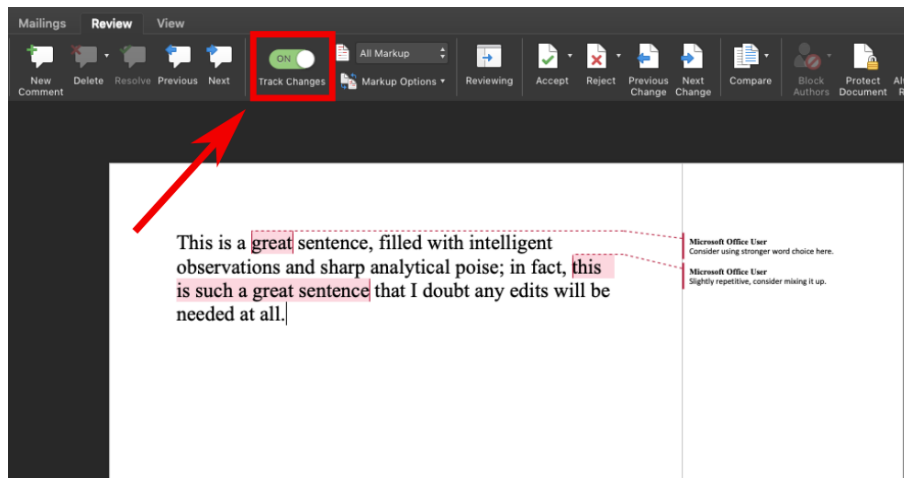 Mailings Review View
ON
All Markup
New Comment
Delete
Resolve
Previous
Next
Track Changes
Markup Options
Reviewing
Accept
Reject
Previous Change
Next Change
Compare
Block Authors
Protect Document
This is a great sentence, filled with intelligent
observations and sharp analytical poise; in fact, this
is such a great sentence that I doubt any edits will be
needed at all.
Microsoft Office User
Consider using stronger word choice here.
Microsoft Office User
Slightly repetitive, consider mixing it up.